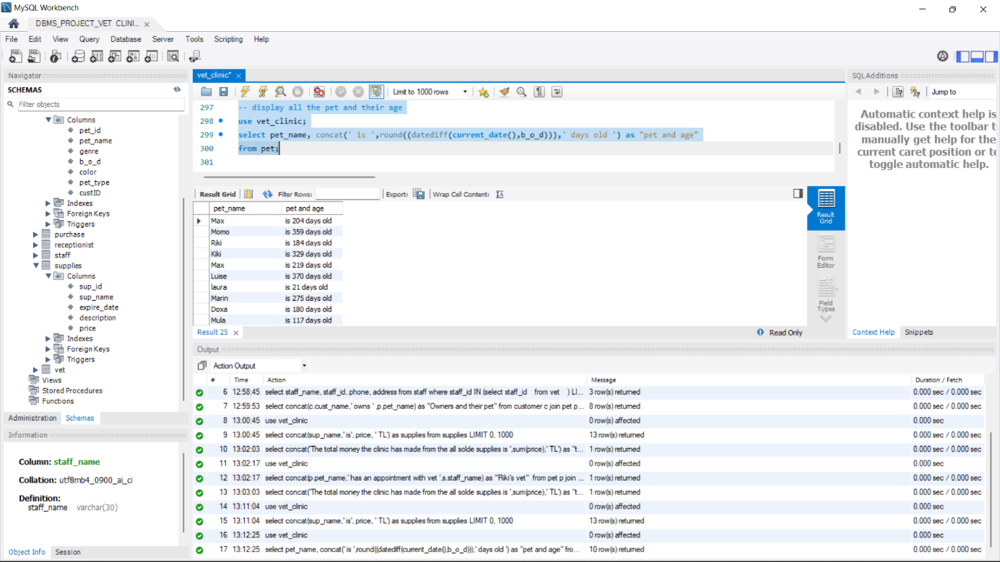 MySQL Workbench
DBMS_PROJECT_VET CLINI...
File Edit View Query Database Server Tools Scripting Help
Navigator
SCHEMAS
Filter objects
Columns
pet_id
pet_name
genre
b_o_d
color
pet_type
custID
Indexes
Foreign Keys
Triggers
purchase
receptionist
staff
supplies
Columns
sup_id
sup_name
expire_date
description
price
Indexes
Foreign Keys
Triggers
vet
Views
Stored Procedures
Functions
Administration Schemas
Information
Column: staff_name
Collation: utf8mb4_0900_ai_ci
Definition:
staff_name varchar(30)
Object Info Session
vet_clinic*
Limit to 1000 rows
297 -- display all the pet and their age
298 use vet_clinic;
299 select pet_name, concat(' is ',round((datediff(current_date(),b_o_d))),' days old ') as "pet and age"
300 from pet;
301
Result Grid Filter Rows: Export: Wrap Cell Content:
pet_name pet and age
Max is 204 days old
Momo is 359 days old
Riki is 184 days old
Kiki is 329 days old
Max is 219 days old
Luise is 370 days old
laura is 21 days old
Marin is 275 days old
Doxa is 180 days old
Mula is 117 days old
Result Grid
Form Editor
Field Types
Result 25
Read Only
SQLAdditions
Jump to
Automatic context help is
disabled. Use the toolbar t
manually get help for the
current caret position or to
toggle automatic help.
Context Help Snippets
Output
Action Output
# Time Action Message Duration / Fetch
6 12:58:45 select staff_name, staff_id, phone, address from staff where staff_id IN (select staff_id from vet ) LI... 3 row(s) returned 0.000 sec / 0.000 sec
7 12:59:53 select concat(c.cust_name,' owns ' ,p.pet_name) as "Owners and their pet" from customer c join pet p... 8 row(s) returned 0.000 sec / 0.000 sec
8 13:00:45 use vet_clinic 0 row(s) affected 0.000 sec
9 13:00:45 select concat(sup_name,' is', price, ' TL') as supplies from supplies LIMIT 0, 1000 13 row(s) returned 0.000 sec / 0.000 sec
10 13:02:03 select concat('The total money the clinic has made from the all solde supplies is ',sum(price),' TL') as "t... 1 row(s) returned 0.000 sec / 0.000 sec
11 13:02:17 use vet_clinic 0 row(s) affected 0.000 sec
12 13:02:17 select concat(p.pet_name,' has an appointment with vet ',s.staff_name) as "Riki's vet" from pet p join ... 1 row(s) returned 0.000 sec / 0.000 sec
13 13:03:03 select concat('The total money the clinic has made from the all solde supplies is ',sum(price),' TL') as "t... 1 row(s) returned 0.000 sec / 0.000 sec
14 13:11:04 use vet_clinic 0 row(s) affected 0.000 sec
15 13:11:04 select concat(sup_name,' is', price, ' TL') as supplies from supplies LIMIT 0, 1000 13 row(s) returned 0.000 sec / 0.000 sec
16 13:12:25 use vet_clinic 0 row(s) affected 0.000 sec
17 13:12:25 select pet_name, concat(' is ',round((datediff(current_date(),b_o_d))),' days old ') as "pet and age" fro... 10 row(s) returned 0.000 sec / 0.000 sec